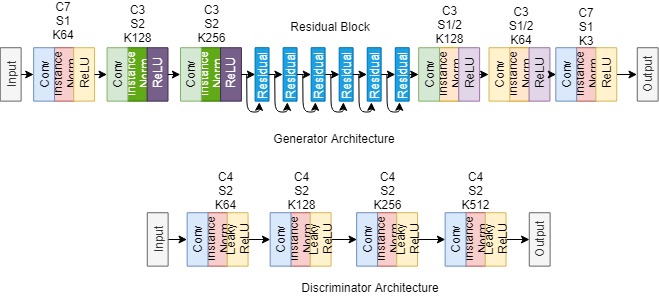 C7
S1
K64
C3
S2
K128
C3
S2
K256
Residual Block
C3
S1/2
K128
C3
S1/2
K64
C7
S1
K3
Input
Conv
Instance
Norm
ReLU
Conv
Instance
Norm
ReLU
Conv
Instance
Norm
ReLU
Residual
Residual
Residual
Residual
Residual
Residual
Conv
Instance
Norm
ReLU
Conv
Instance
Norm
ReLU
Conv
Instance
Norm
ReLU
Output
Generator Architecture
C4
S2
K64
C4
S2
K128
C4
S2
K256
C4
S2
K512
Input
Conv
Instance
Norm
Leaky
ReLU
Conv
Instance
Norm
Leaky
ReLU
Conv
Instance
Norm
Leaky
ReLU
Conv
Instance
Norm
Leaky
ReLU
Output
Discriminator Architecture